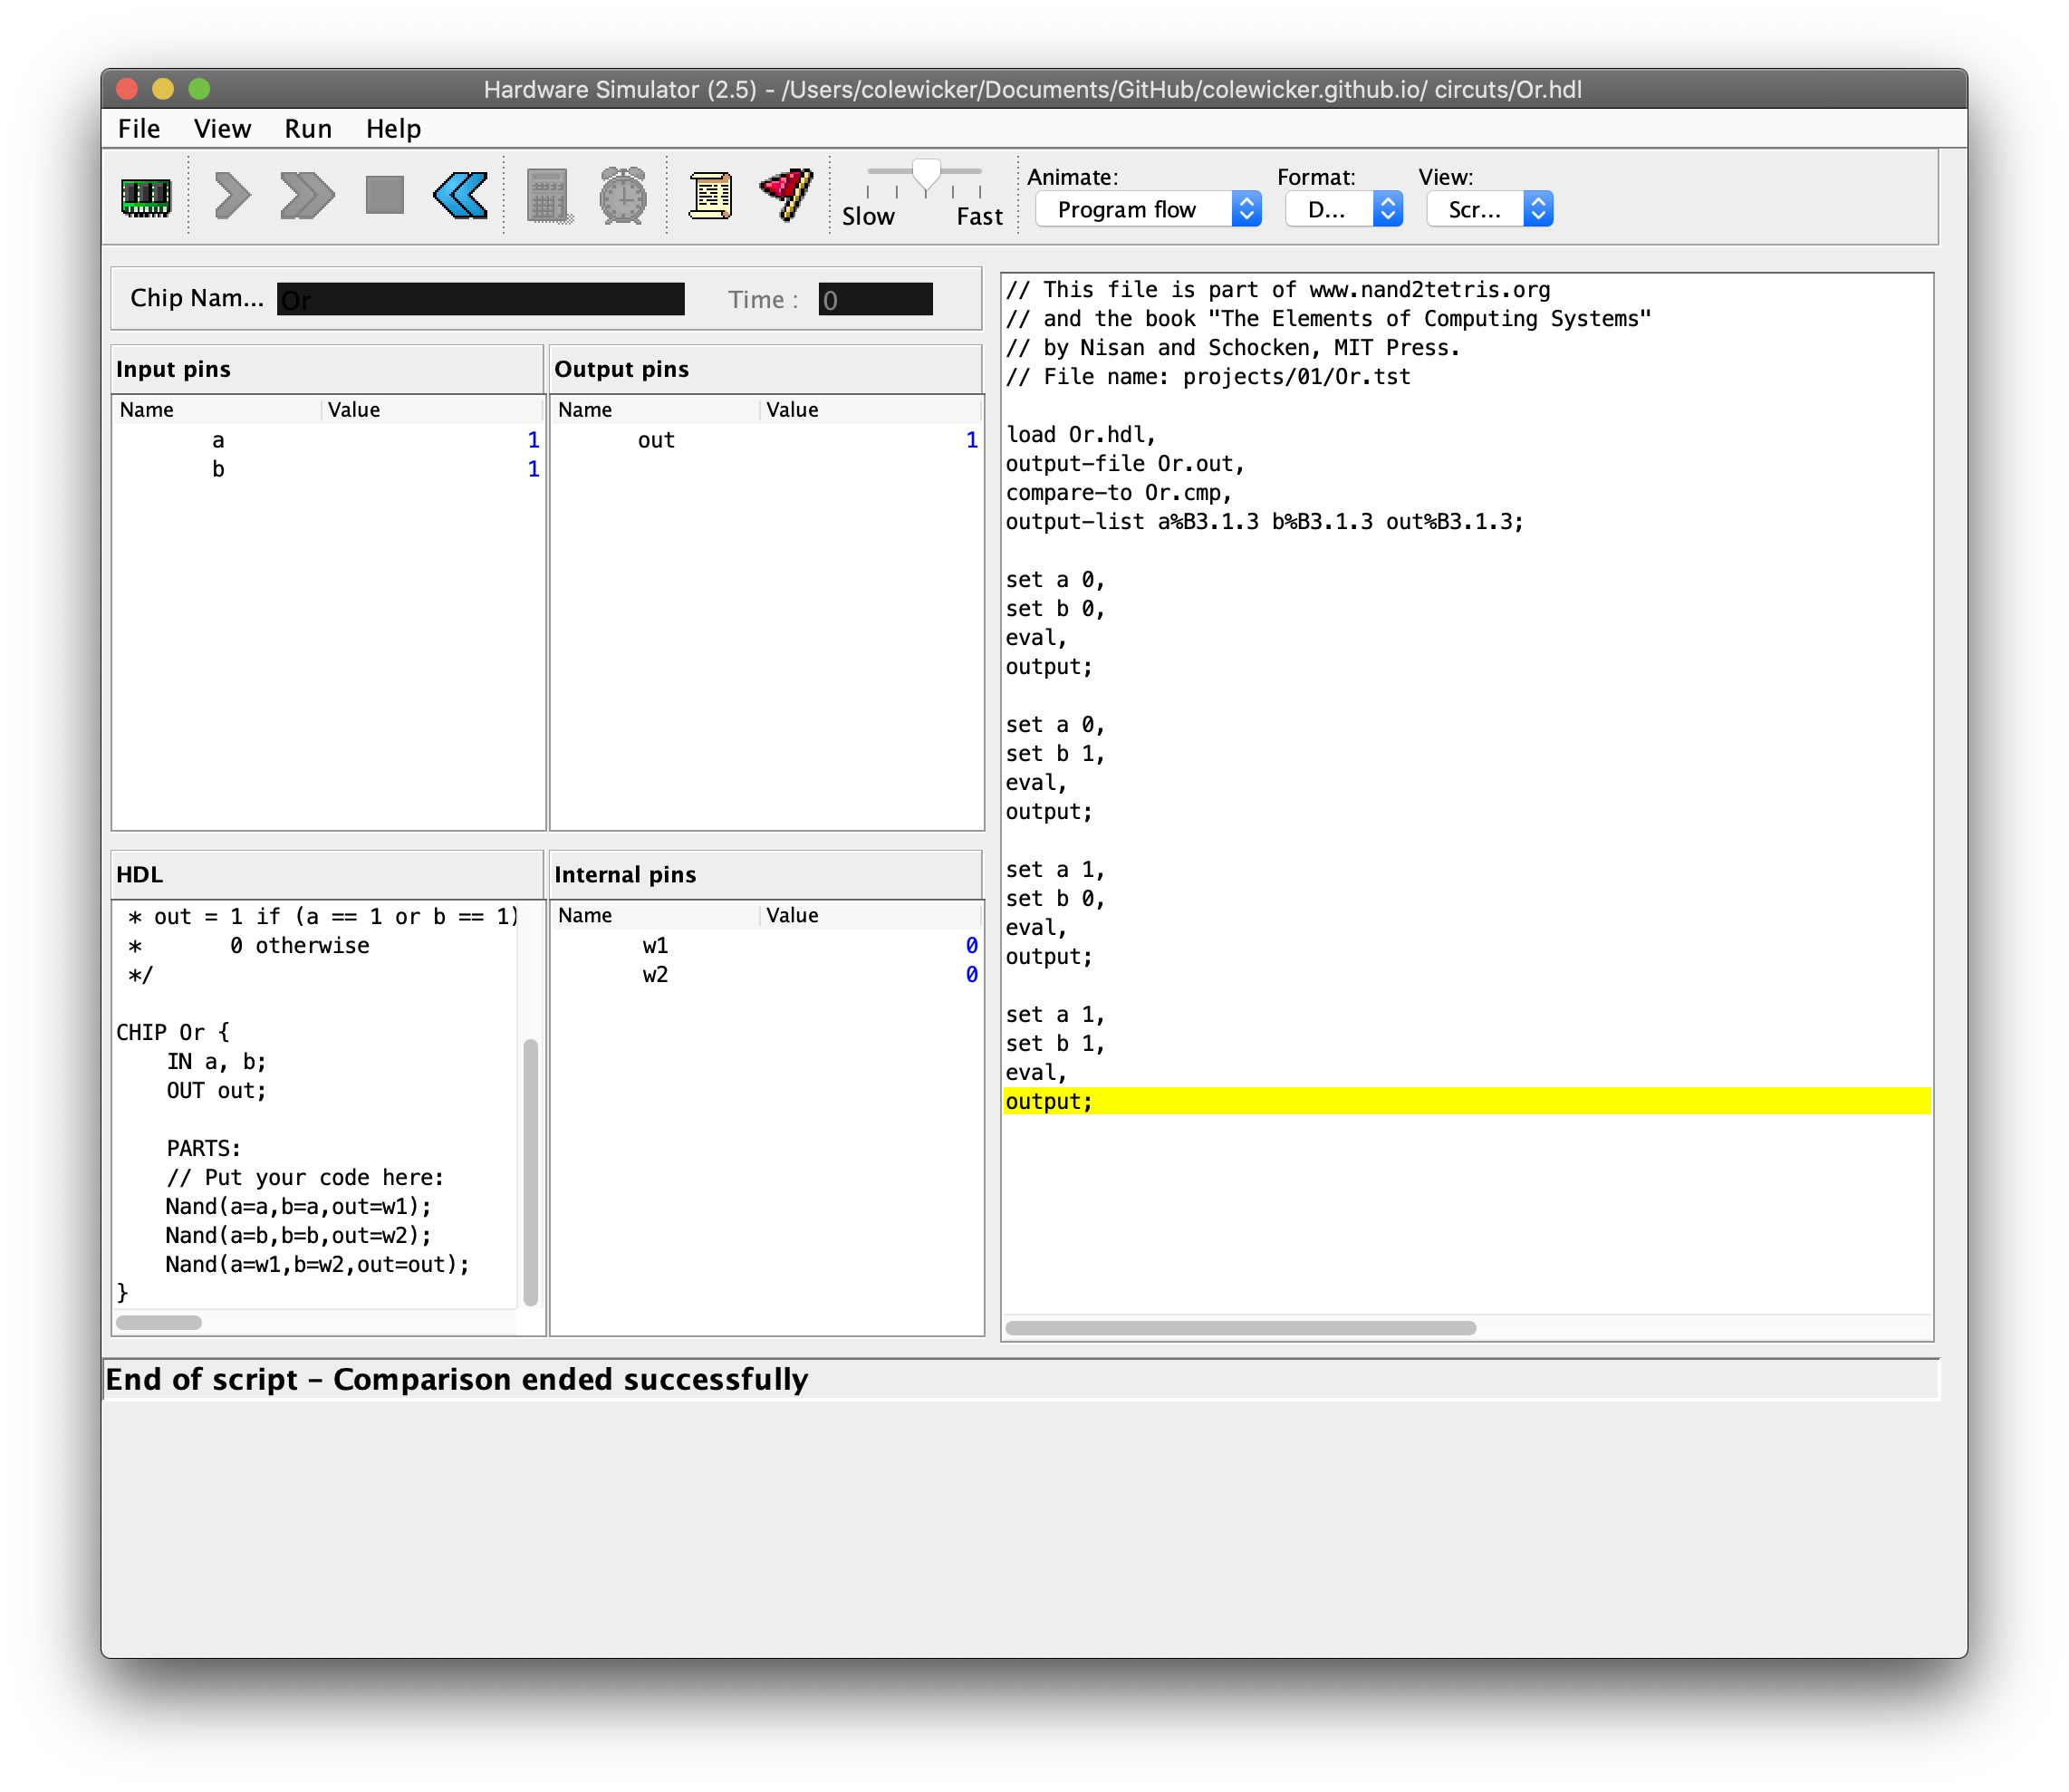 Hardware Simulator (2.5) - /Users/colewicker/Documents/GitHub/colewicker.github.io/ circuts/Or.hdl
File View Run Help
Slow Fast
Animate: Format: View:
Program flow D... Scr...
Chip Nam... Or Time : 0
Input pins
Name Value
a 1
b 1
Output pins
Name Value
out 1
HDL
* out = 1 if (a == 1 or b == 1)
* 0 otherwise
*/
CHIP Or {
IN a, b;
OUT out;
PARTS:
// Put your code here:
Nand(a=a,b=a,out=w1);
Nand(a=b,b=b,out=w2);
Nand(a=w1,b=w2,out=out);
}
Internal pins
Name Value
w1 0
w2 0
// This file is part of www.nand2tetris.org
// and the book "The Elements of Computing Systems"
// by Nisan and Schocken, MIT Press.
// File name: projects/01/Or.tst
load Or.hdl,
output-file Or.out,
compare-to Or.cmp,
output-list a%B3.1.3 b%B3.1.3 out%B3.1.3;
set a 0,
set b 0,
eval,
output;
set a 0,
set b 1,
eval,
output;
set a 1,
set b 0,
eval,
output;
set a 1,
set b 1,
eval,
output;
End of script - Comparison ended successfully